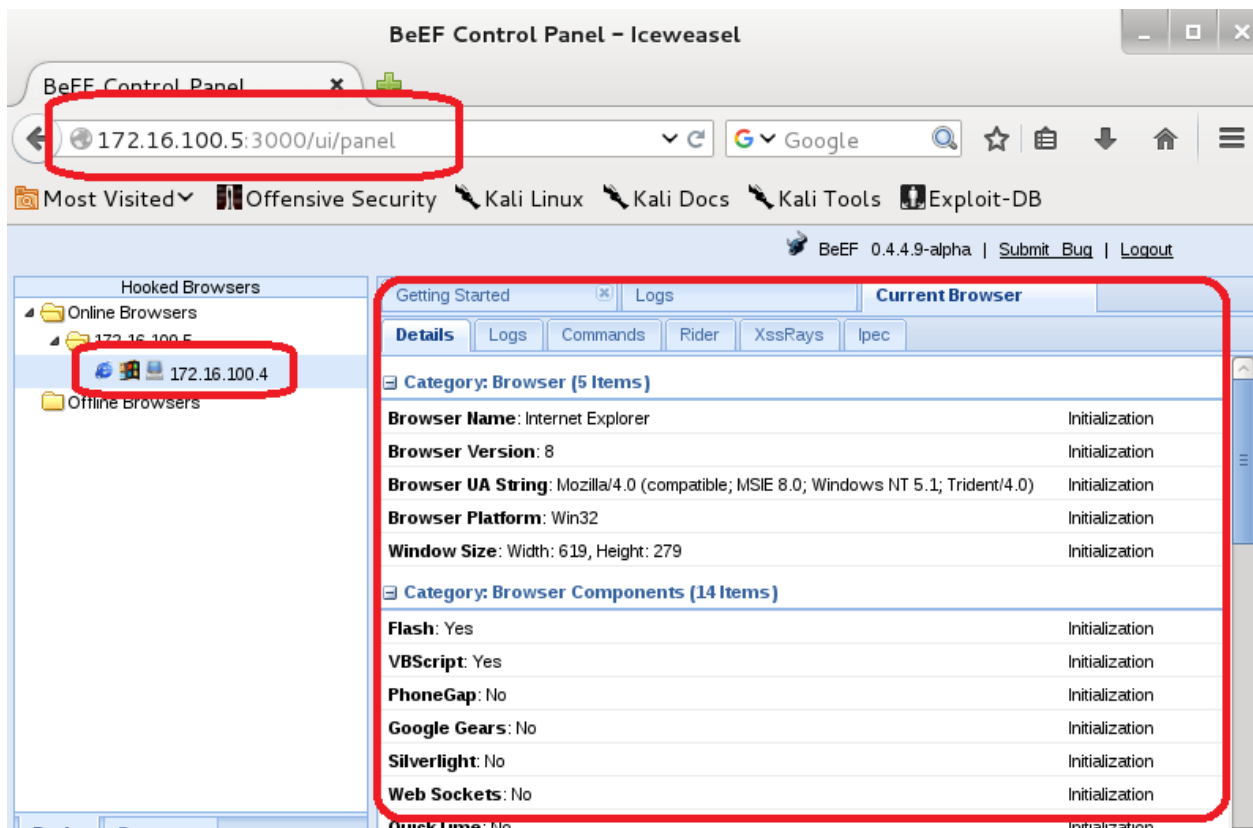 BeEF Control Panel - Iceweasel
BeEF Control Panel
172.16.100.5:3000/ui/panel
Google
Most Visited
Offensive Security
Kali Linux
Kali Docs
Kali Tools
Exploit-DB
BeEF 0.4.4.9-alpha | Submit Bug | Logout
Hooked Browsers
Online Browsers
172.16.100.5
172.16.100.4
Offline Browsers
Getting Started
Logs
Current Browser
Details
Logs
Commands
Rider
XssRays
Ipec
Category: Browser (5 Items)
Browser Name: Internet Explorer Initialization
Browser Version: 8 Initialization
Browser UA String: Mozilla/4.0 (compatible; MSIE 8.0; Windows NT 5.1; Trident/4.0) Initialization
Browser Platform: Win32 Initialization
Window Size: Width: 619, Height: 279 Initialization
Category: Browser Components (14 Items)
Flash: Yes Initialization
VBScript: Yes Initialization
PhoneGap: No Initialization
Google Gears: No Initialization
Silverlight: No Initialization
Web Sockets: No Initialization
QuickTime: No Initialization